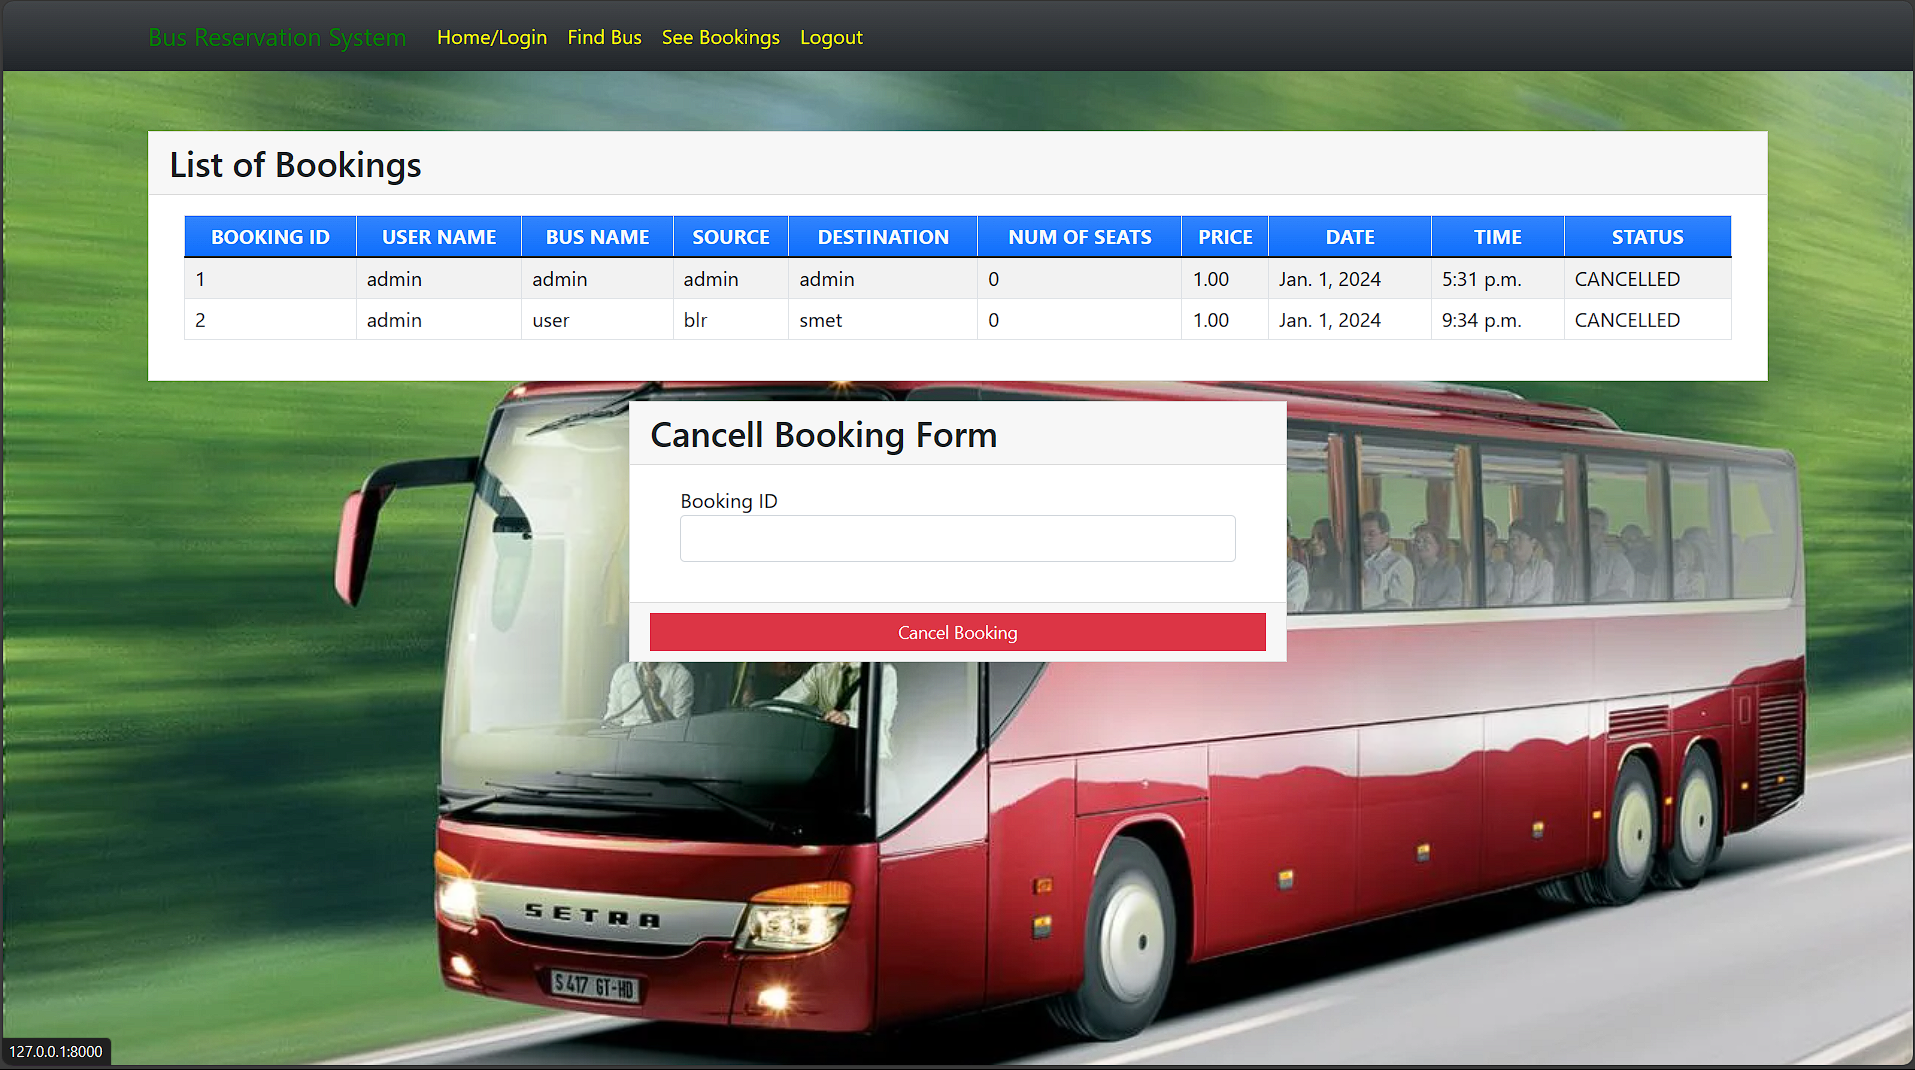 Bus Reservation System Home/Login Find Bus See Bookings Logout
List of Bookings
BOOKING ID USER NAME BUS NAME SOURCE DESTINATION NUM OF SEATS PRICE DATE TIME STATUS
1 admin admin admin admin 0 1.00 Jan. 1, 2024 5:31 p.m. CANCELLED
2 admin user blr smet 0 1.00 Jan. 1, 2024 9:34 p.m. CANCELLED
Cancell Booking Form
Booking ID
Cancel Booking
SETRA
S 417 GT-HD
127.0.0.1:8000